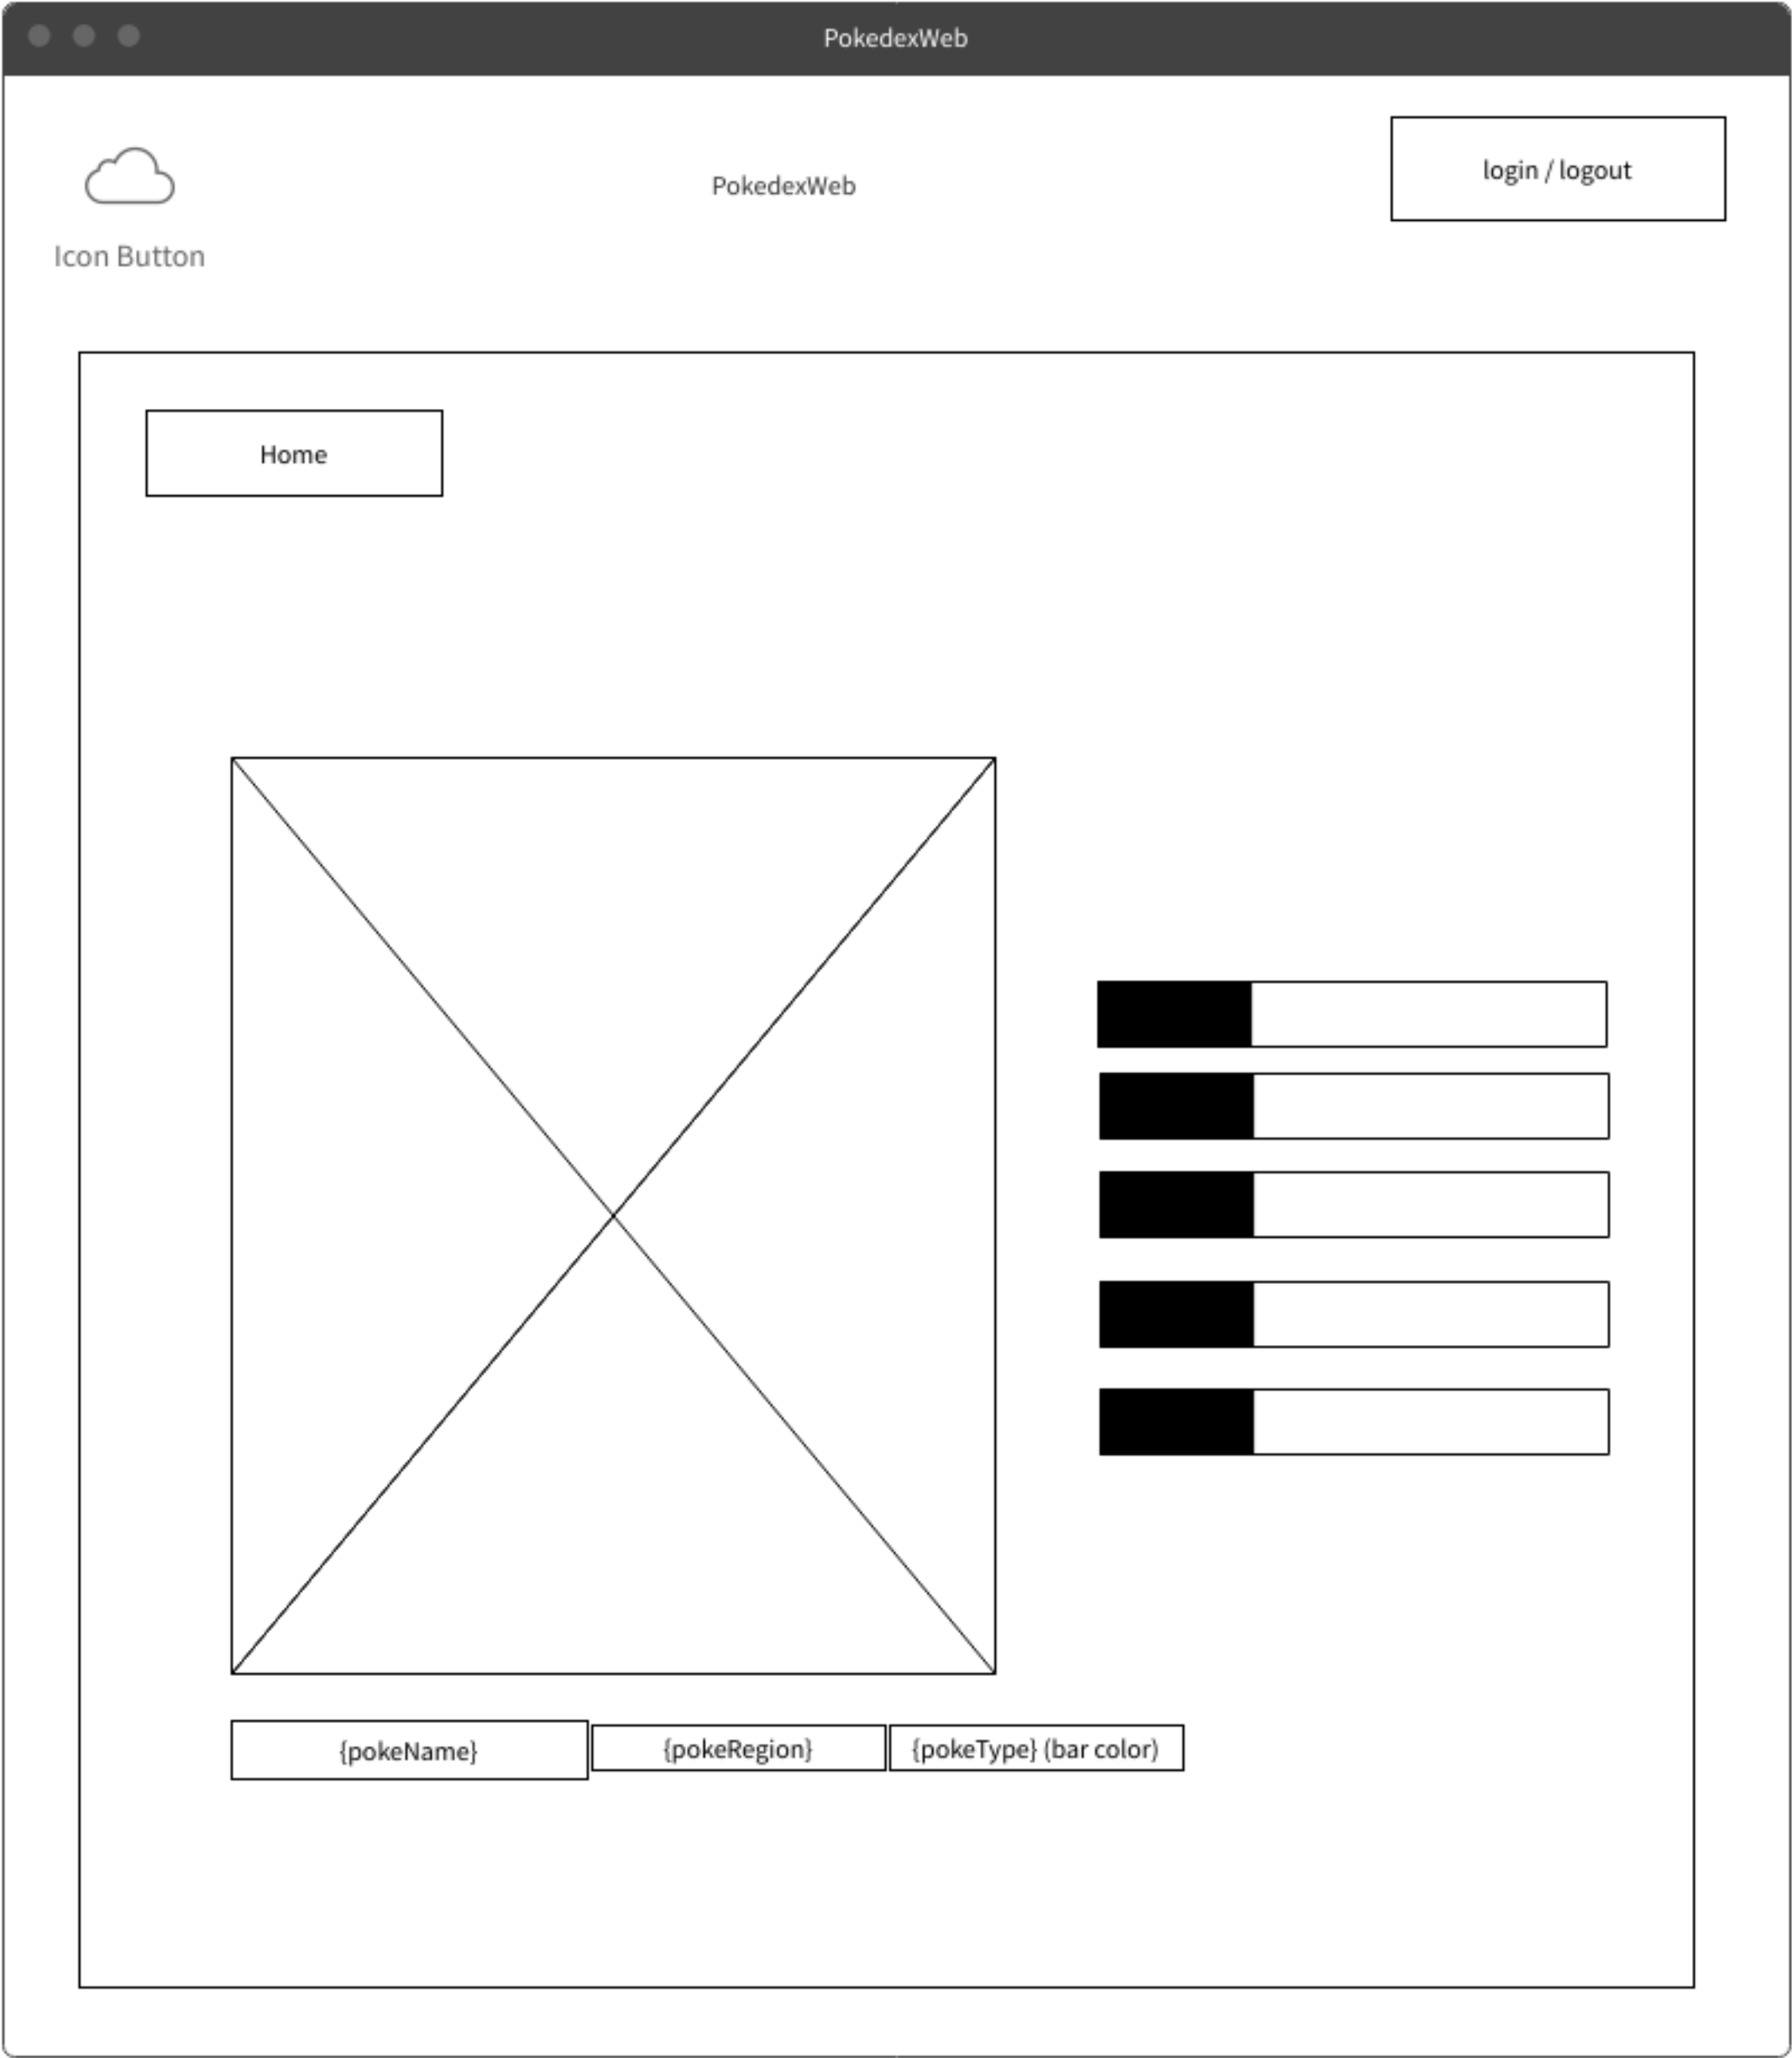 PokedexWeb
PokedexWeb
login / logout
Icon Button
Home
{pokeName}
{pokeRegion}
{pokeType} (bar color)